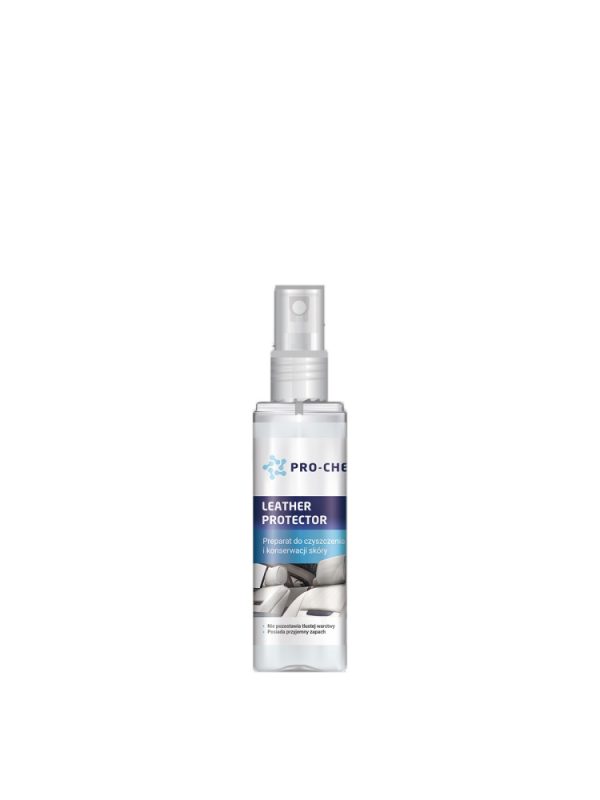 PRO-CHE
LEATHER
PROTECTOR
Preparat do czyszczenia
i konserwacji skóry
• Nie pozostawia tłustej warstwy
• Posiada przyjemny zapach